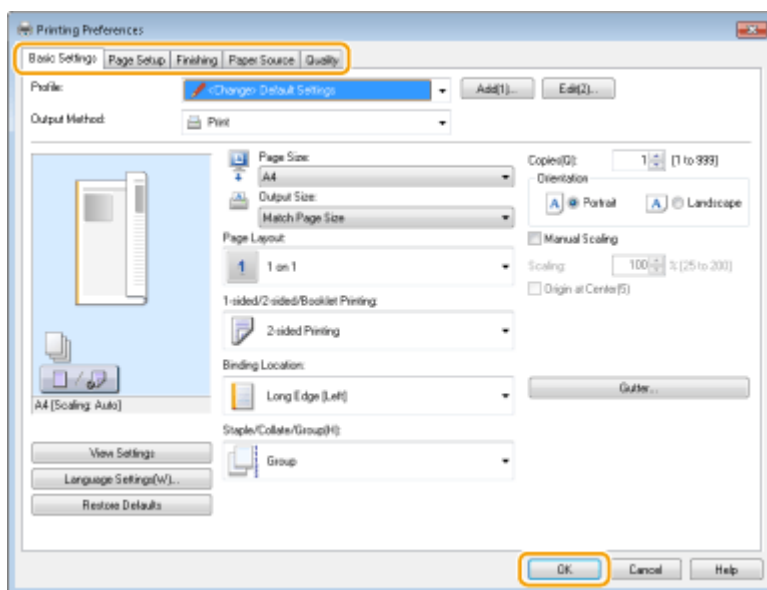 Printing Preferences
Basic Settings Page Setup Finishing Paper Source Quality
Profile: <Change> Default Settings Add(1)... Edit(2)...
Output Method: Print
Page Size:
A4
Output Size:
Match Page Size
Page Layout:
1 1 on 1
1-sided/2-sided/Booklet Printing:
2-sided Printing
Binding Location:
Long Edge [Left]
Staple/Collate/Group(H):
Group
Copies(Q): 1 [1 to 999]
Orientation
A Portrait A Landscape
Manual Scaling
Scaling: 100 % [25 to 200]
Origin at Center(5)
Gutter...
A4 [Scaling: Auto]
View Settings
Language Settings(W)...
Restore Defaults
OK Cancel Help